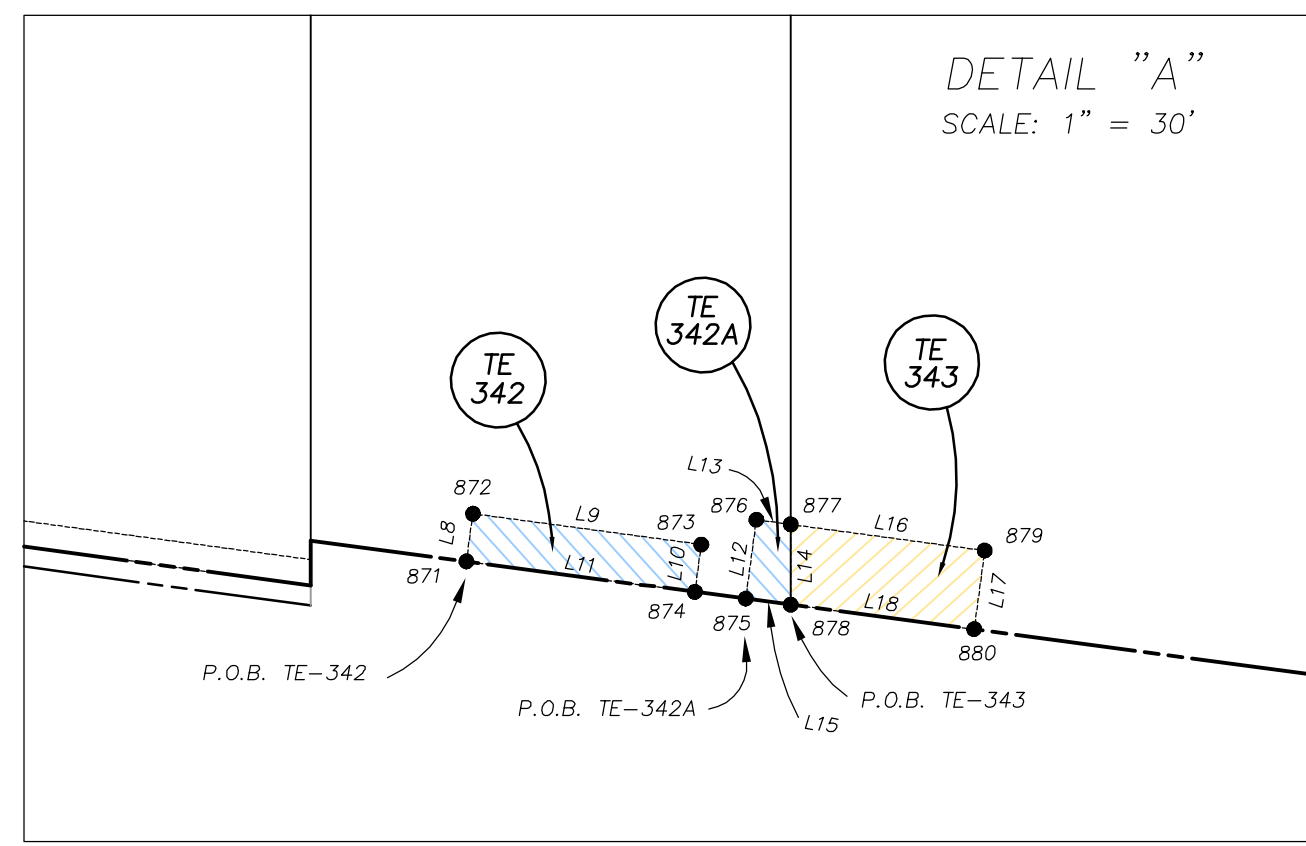 DETAIL "A"
SCALE: 1" = 30'
TE
342A
TE
342
TE
343
L13
872
L9
873
876
877
L16
879
L8
L10
L12
L14
L17
871
L11
874
875
L18
878
880
P.O.B. TE-342
P.O.B. TE-342A
P.O.B. TE-343
L15